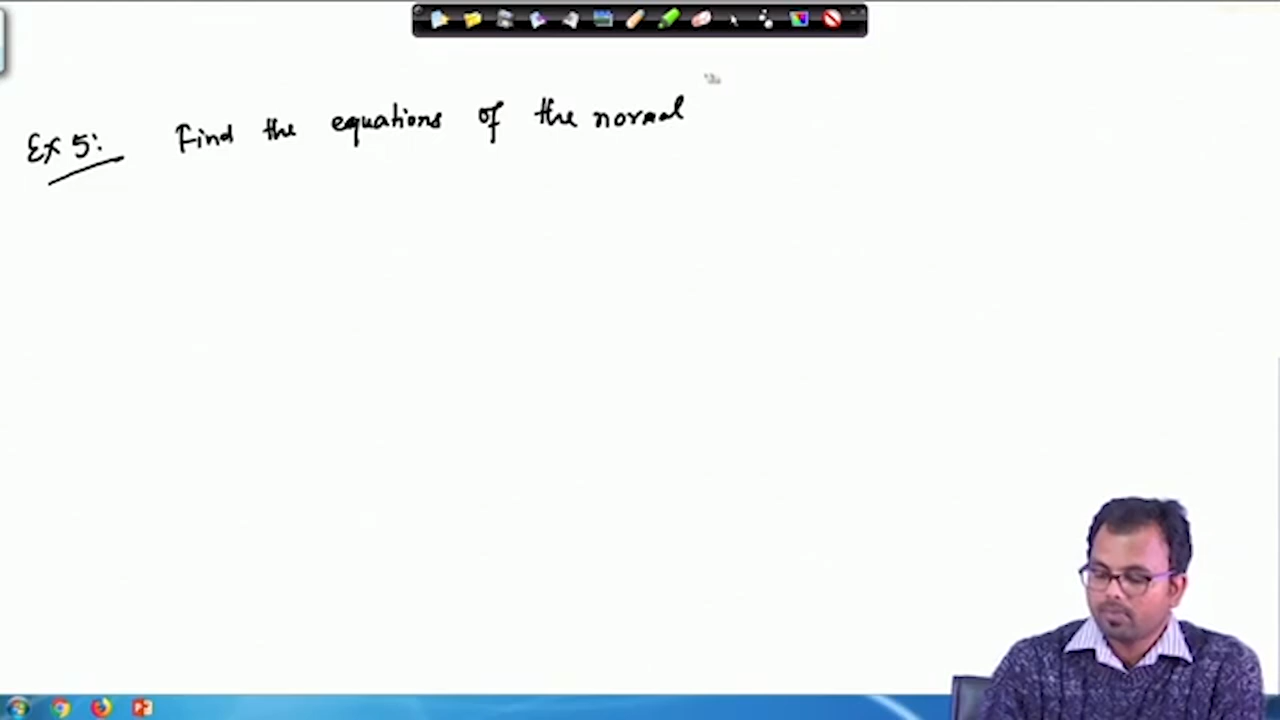 Ex 5: Find the equations of the normal